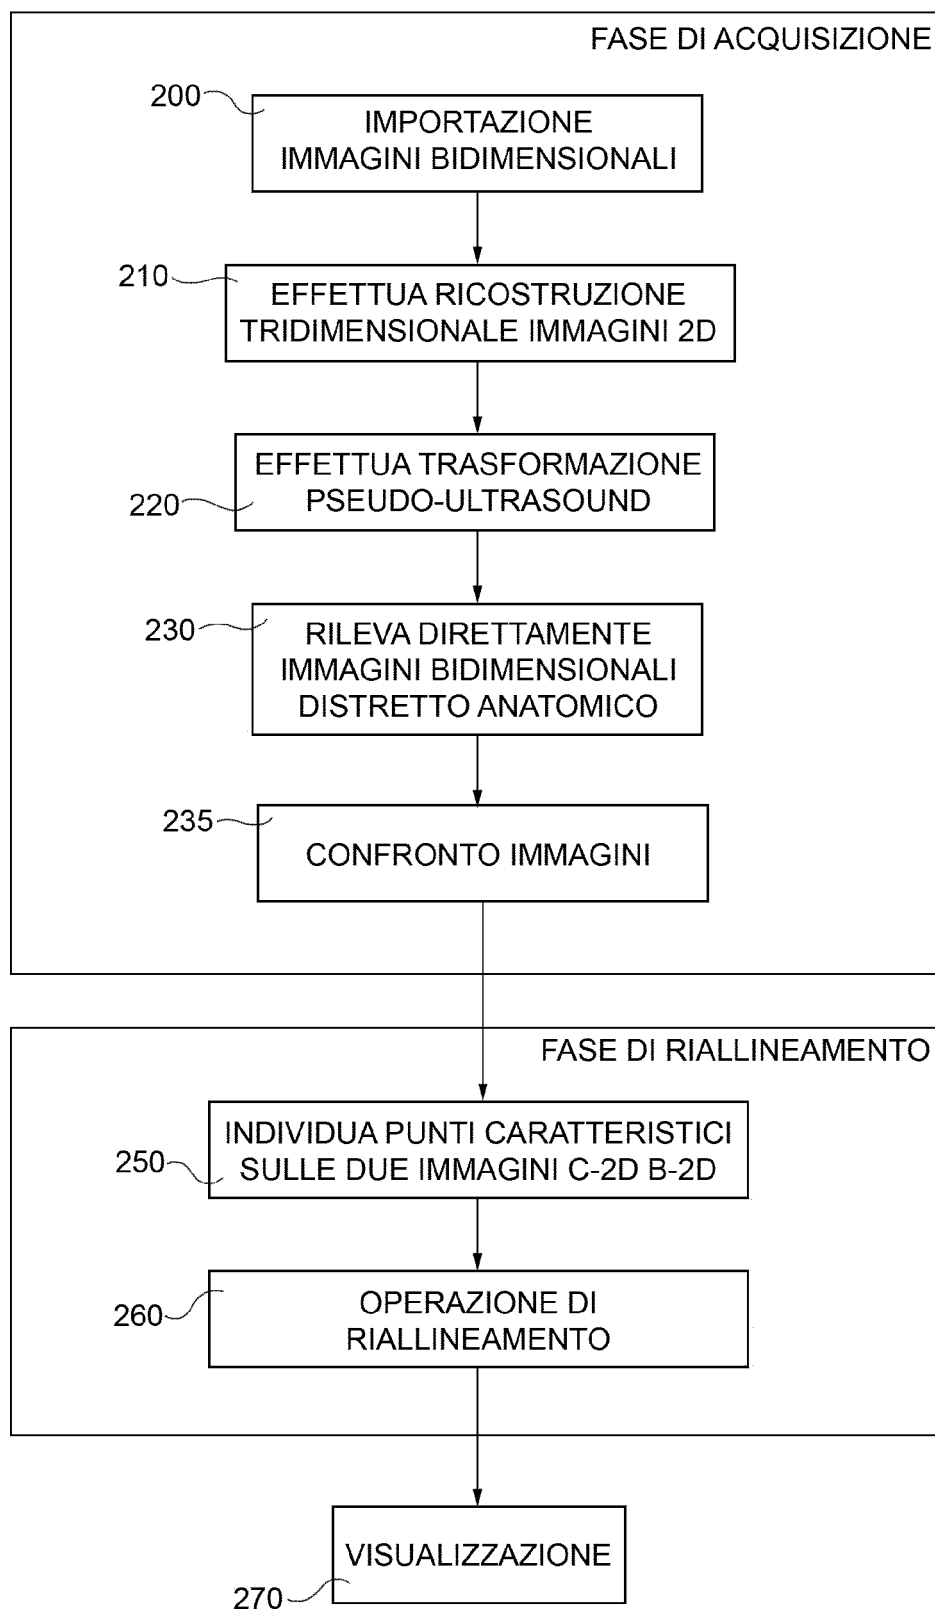 FASE DI ACQUISIZIONE
200
IMPORTAZIONE
IMMAGINI BIDIMENSIONALI
210
EFFETTUA RICOSTRUZIONE
TRIDIMENSIONALE IMMAGINI 2D
EFFETTUA TRASFORMAZIONE
PSEUDO-ULTRASOUND
220
230
RILEVA DIRETTAMENTE
IMMAGINI BIDIMENSIONALI
DISTRETTO ANATOMICO
235
CONFRONTO IMMAGINI
FASE DI RIALLINEAMENTO
INDIVIDUA PUNTI CARATTERISTICI
SULLE DUE IMMAGINI C-2D B-2D
250
260
OPERAZIONE DI
RIALLINEAMENTO
VISUALIZZAZIONE
270